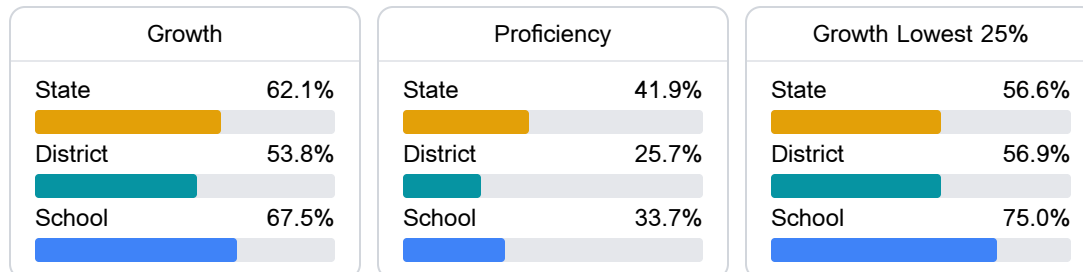 Growth
State 62.1%
District 53.8%
School 67.5%
Proficiency
State 41.9%
District 25.7%
School 33.7%
Growth Lowest 25%
State 56.6%
District 56.9%
School 75.0%